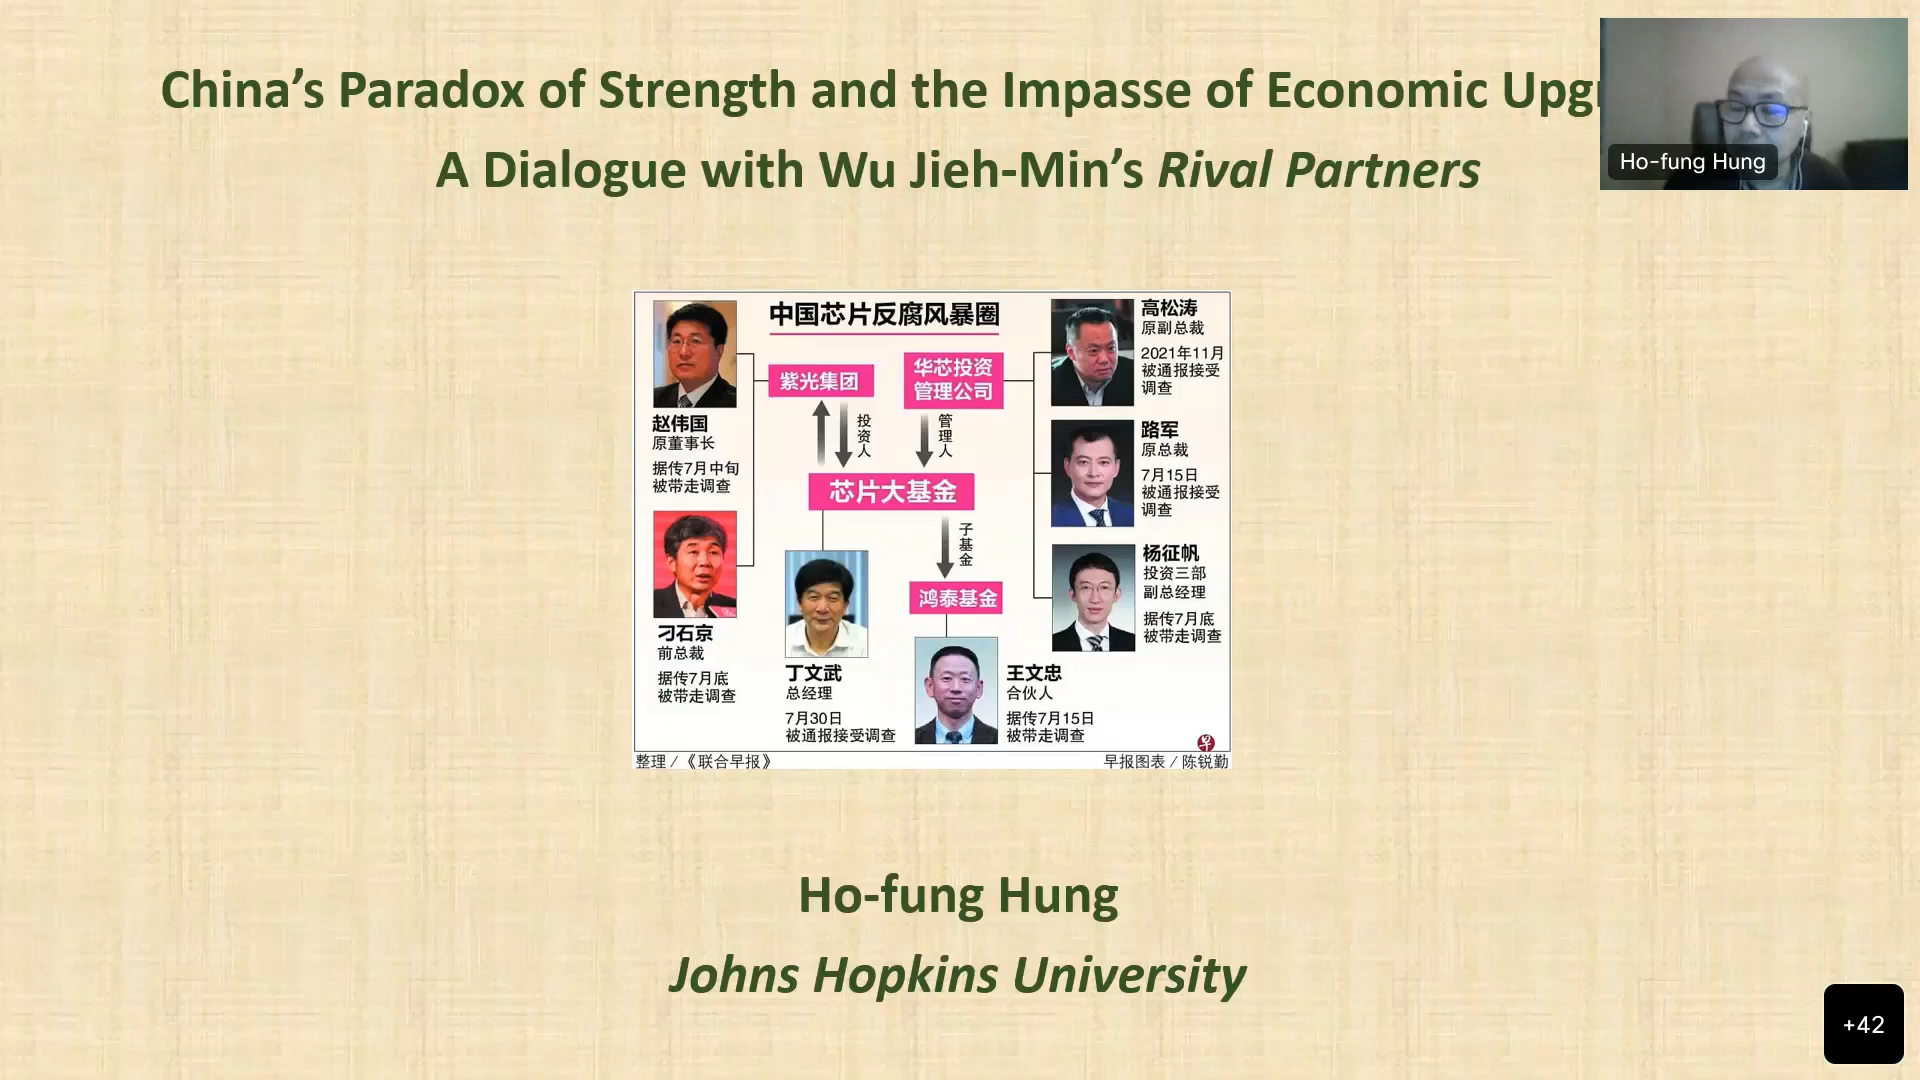 China's Paradox of Strength and the Impasse of Economic Upgr
A Dialogue with Wu Jieh-Min's Rival Partners
Ho-fung Hung
中国芯片反腐风暴圈
赵伟国
原董事长
据传7月中旬
被带走调查
刁石京
前总裁
据传7月底
被带走调查
紫光集团
华芯投资
管理公司
投资人
管理人
芯片大基金
子基金
鸿泰基金
丁文武
总经理
7月30日
被通报接受调查
王文忠
合伙人
据传7月15日
被带走调查
高松涛
原副总裁
2021年11月
被通报接受
调查
路军
原总裁
7月15日
被通报接受
调查
杨征帆
投资三部
副总经理
据传7月底
被带走调查
早
整理/《联合早报》
早报图表/陈锐勤
Ho-fung Hung
Johns Hopkins University
+42